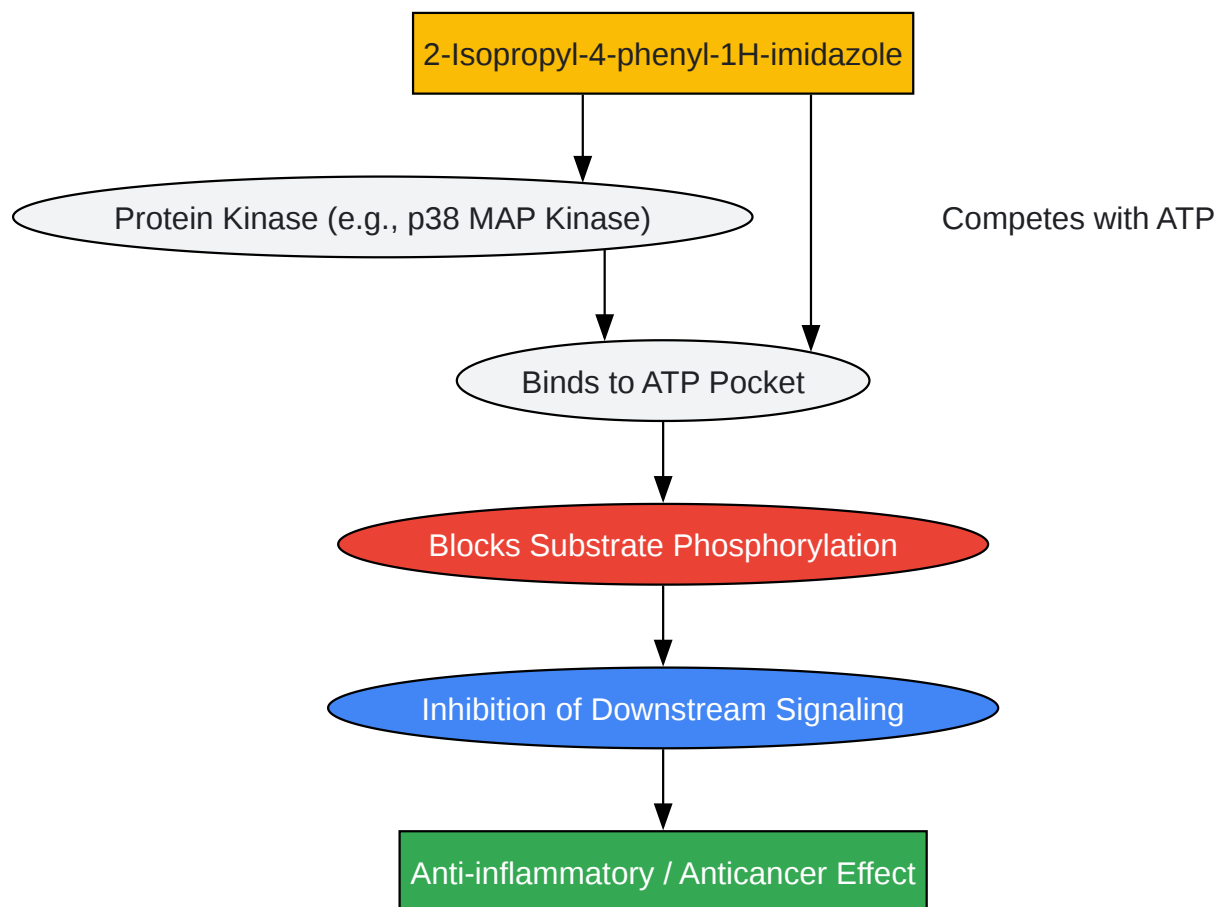 2-Isopropyl-4-phenyl-1H-imidazole
Protein Kinase (e.g., p38 MAP Kinase)
Competes with ATP
Binds to ATP Pocket
Blocks Substrate Phosphorylation
Inhibition of Downstream Signaling
Anti-inflammatory / Anticancer Effect